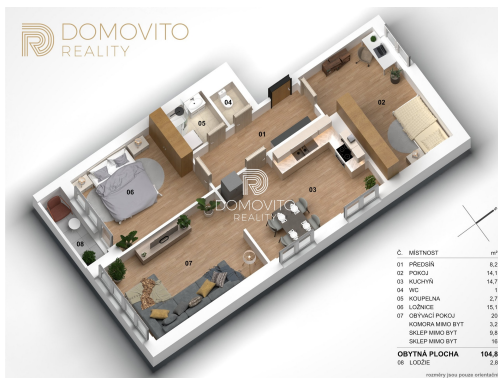 DOMOVITO
REALITY
04
05
02
01
06
03
DOMOVITO
REALITY
08
07
Č. MÍSTNOST m²
01 PŘEDSÍŇ 8,2
02 POKOJ 14,1
03 KUCHYŇ 14,7
04 WC 1
05 KOUPELNA 2,7
06 LOŽNICE 15,1
07 OBÝVACÍ POKOJ 20
KOMORA MIMO BYT 3,2
SKLEP MIMO BYT 9,8
SKLEP MIMO BYT 16
OBYTNÁ PLOCHA 104,8
08 LODŽIE 2,8
rozměry jsou pouze orientační